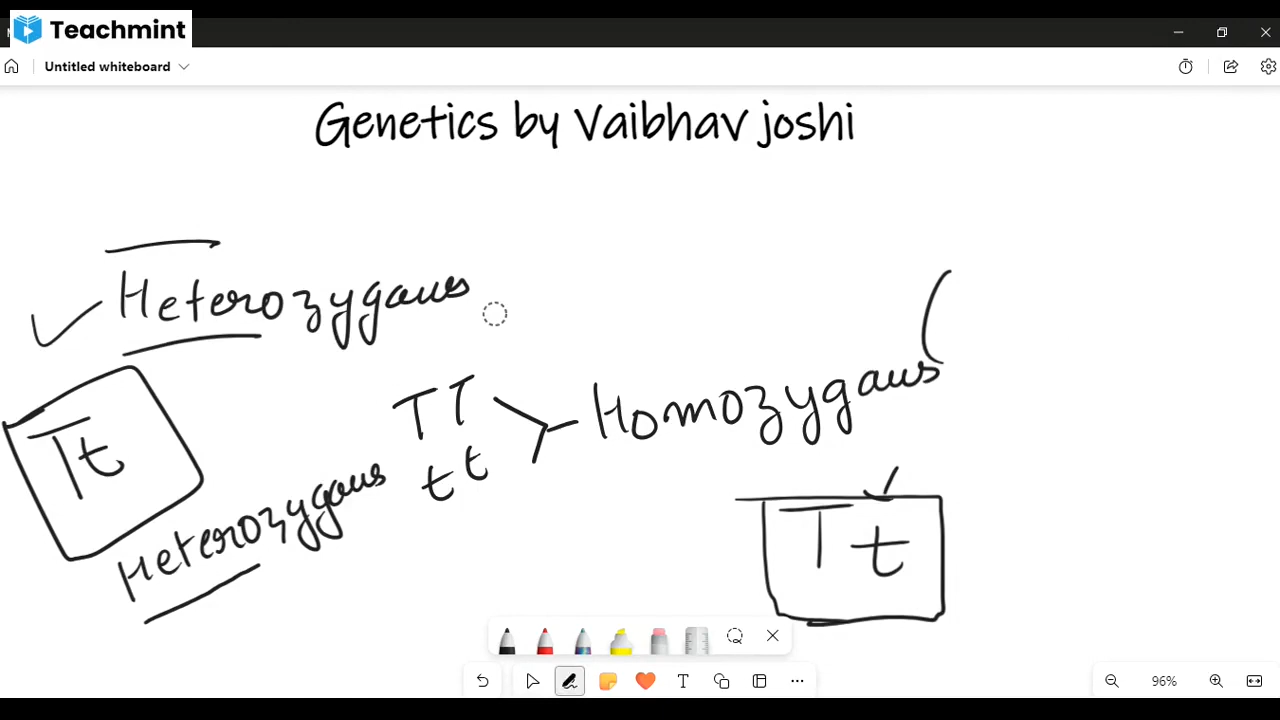 Teachmint
Untitled whiteboard
Genetics by Vaibhav joshi
Heterozygaus
TT
tt
Homozygaus
Tt
Heterozygaus
Tt
T
96%